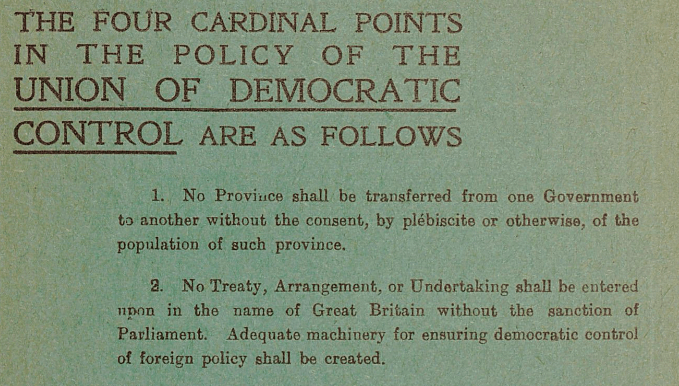 THE FOUR CARDINAL POINTS
IN THE POLICY OF THE
UNION OF DEMOCRATIC
CONTROL ARE AS FOLLOWS
1. No Province shall be transferred from one Government
to another without the consent, by plébiscite or otherwise, of the
population of such province.
2. No Treaty, Arrangement, or Undertaking shall be entered
upon in the name of Great Britain without the sanction of
Parliament. Adequate machinery for ensuring democratic control
of foreign policy shall be created.